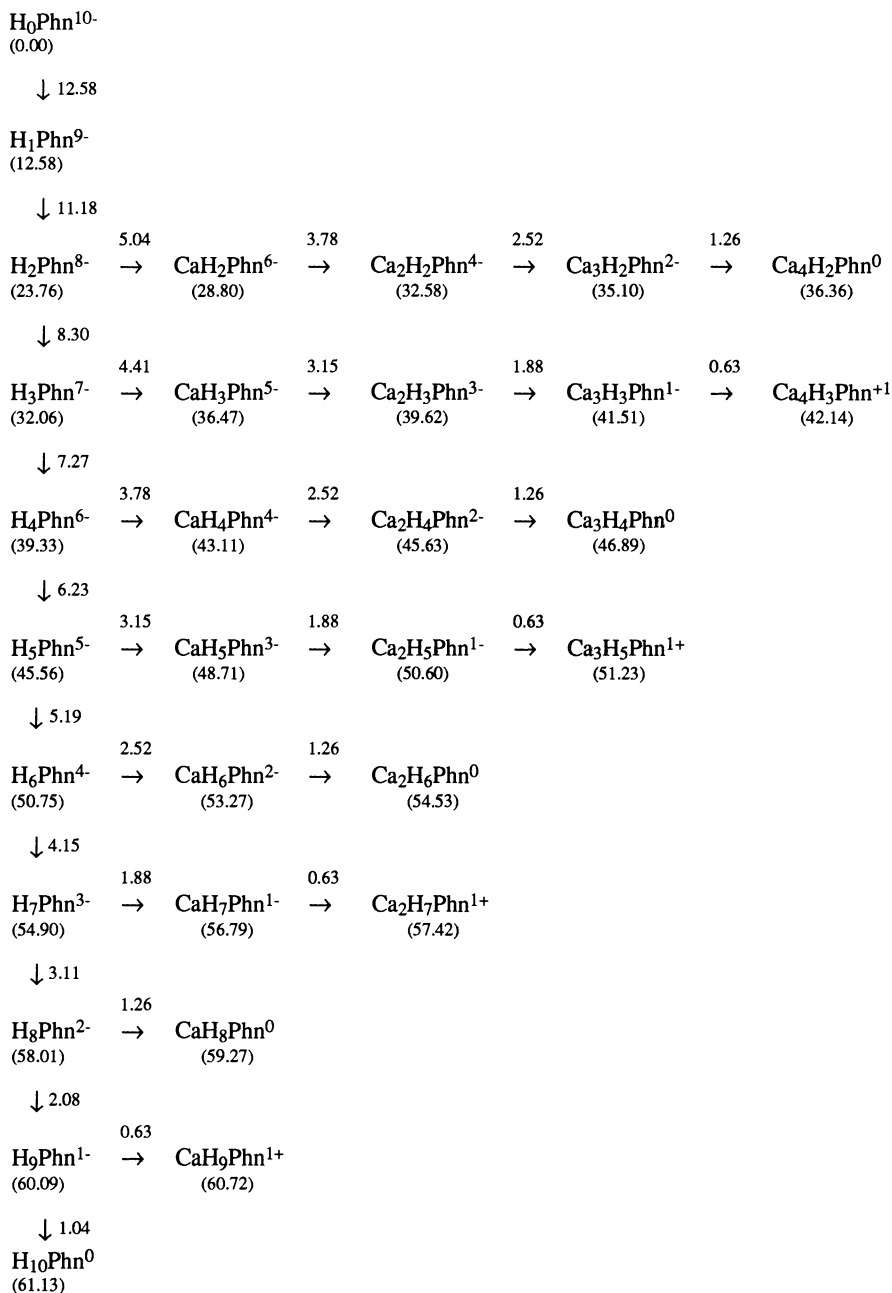 H₀Phn¹⁰⁻
(0.00)
↓ 12.58
H₁Phn⁹⁻
(12.58)
↓ 11.18
5.04 3.78 2.52 1.26
H₂Phn⁸⁻ → CaH₂Phn⁶⁻ → Ca₂H₂Phn⁴⁻ → Ca₃H₂Phn²⁻ → Ca₄H₂Phn⁰
(23.76) (28.80) (32.58) (35.10) (36.36)
↓ 8.30
4.41 3.15 1.88 0.63
H₃Phn⁷⁻ → CaH₃Phn⁵⁻ → Ca₂H₃Phn³⁻ → Ca₃H₃Phn¹⁻ → Ca₄H₃Phn⁺¹
(32.06) (36.47) (39.62) (41.51) (42.14)
↓ 7.27
3.78 2.52 1.26
H₄Phn⁶⁻ → CaH₄Phn⁴⁻ → Ca₂H₄Phn²⁻ → Ca₃H₄Phn⁰
(39.33) (43.11) (45.63) (46.89)
↓ 6.23
3.15 1.88 0.63
H₅Phn⁵⁻ → CaH₅Phn³⁻ → Ca₂H₅Phn¹⁻ → Ca₃H₅Phn¹⁺
(45.56) (48.71) (50.60) (51.23)
↓ 5.19
2.52 1.26
H₆Phn⁴⁻ → CaH₆Phn²⁻ → Ca₂H₆Phn⁰
(50.75) (53.27) (54.53)
↓ 4.15
1.88 0.63
H₇Phn³⁻ → CaH₇Phn¹⁻ → Ca₂H₇Phn¹⁺
(54.90) (56.79) (57.42)
↓ 3.11
1.26
H₈Phn²⁻ → CaH₈Phn⁰
(58.01) (59.27)
↓ 2.08
0.63
H₉Phn¹⁻ → CaH₉Phn¹⁺
(60.09) (60.72)
↓ 1.04
H₁₀Phn⁰
(61.13)